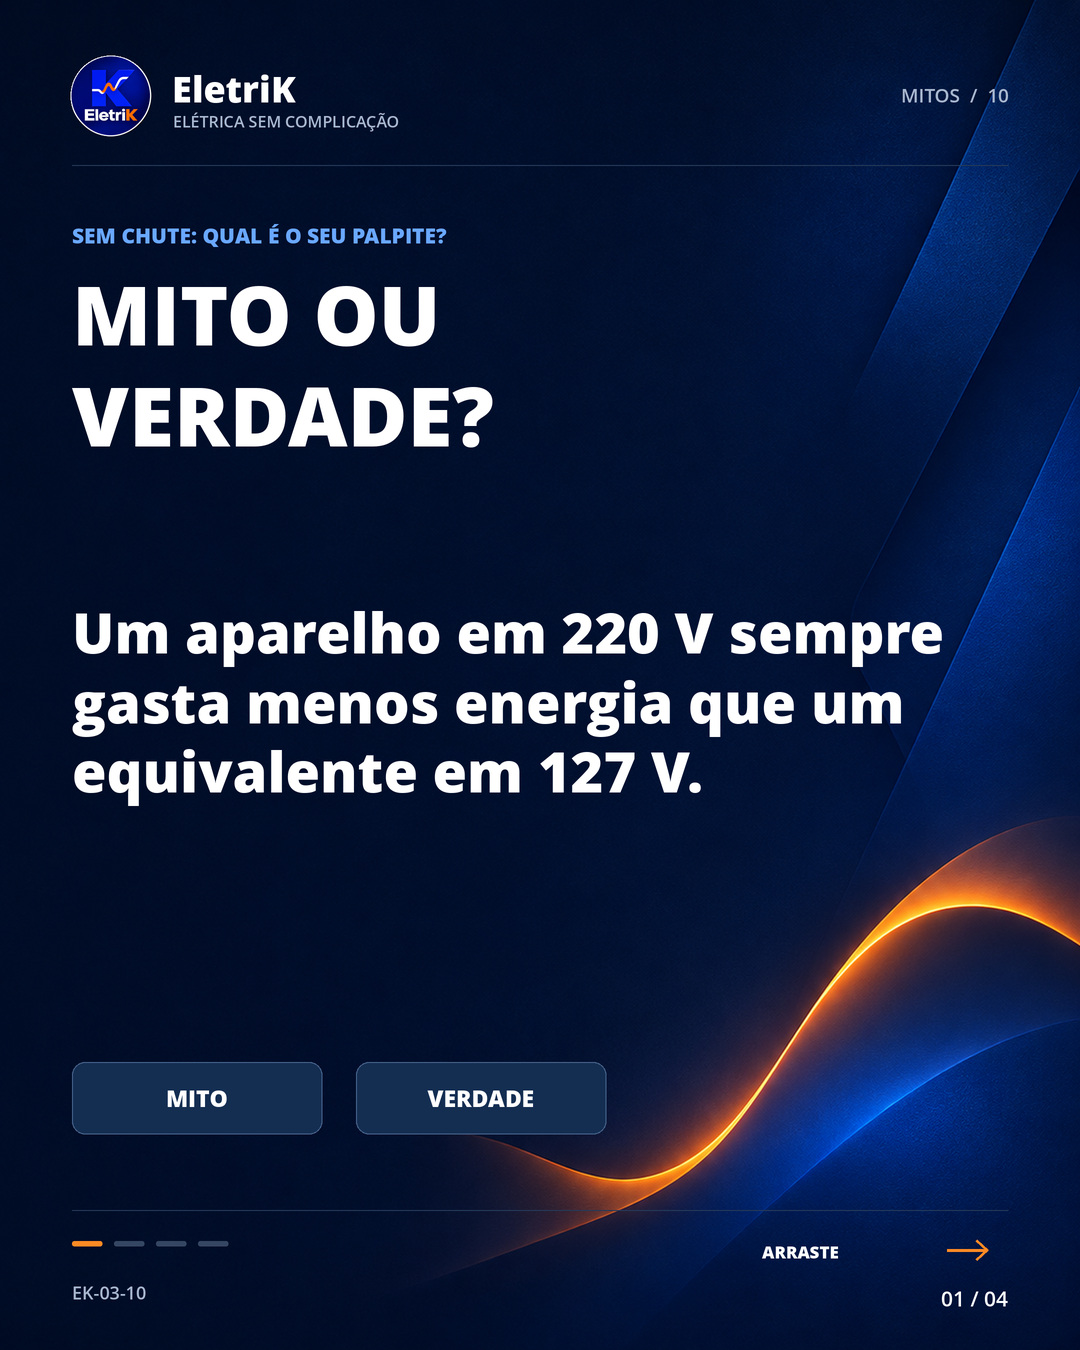 EletriK
EletriK
ELÉTRICA SEM COMPLICAÇÃO
MITOS / 10
SEM CHUTE: QUAL É O SEU PALPITE?
MITO OU
VERDADE?
Um aparelho em 220 V sempre
gasta menos energia que um
equivalente em 127 V.
MITO
VERDADE
ARRASTE
EK-03-10
01 / 04